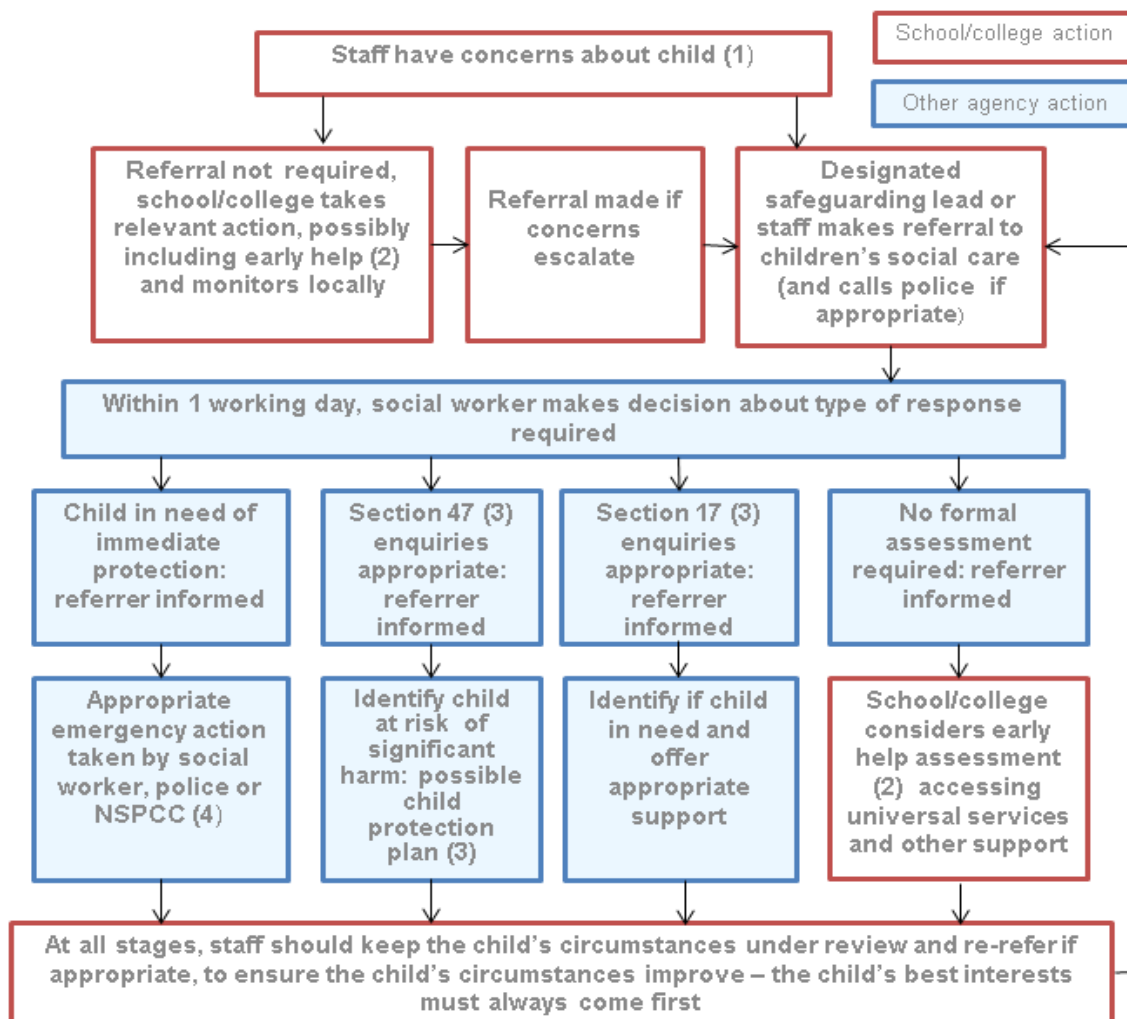 School/college action
Staff have concerns about child (1)
Other agency action
Referral not required,
school/college takes
relevant action, possibly
including early help (2)
and monitors locally
Referral made if
concerns
escalate
Designated
safeguarding lead or
staff makes referral to
children’s social care
(and calls police if
appropriate)
Within 1 working day, social worker makes decision about type of response
required
Child in need of
immediate
protection:
referrer informed
Section 47 (3)
enquiries
appropriate:
referrer
informed
Section 17 (3)
enquiries
appropriate:
referrer
informed
No formal
assessment
required: referrer
informed
Appropriate
emergency action
taken by social
worker, police or
NSPCC (4)
Identify child
at risk of
significant
harm: possible
child
protection
plan (3)
Identify if child
in need and
offer
appropriate
support
School/college
considers early
help assessment
(2) accessing
universal services
and other support
At all stages, staff should keep the child’s circumstances under review and re-refer if
appropriate, to ensure the child’s circumstances improve – the child’s best interests
must always come first